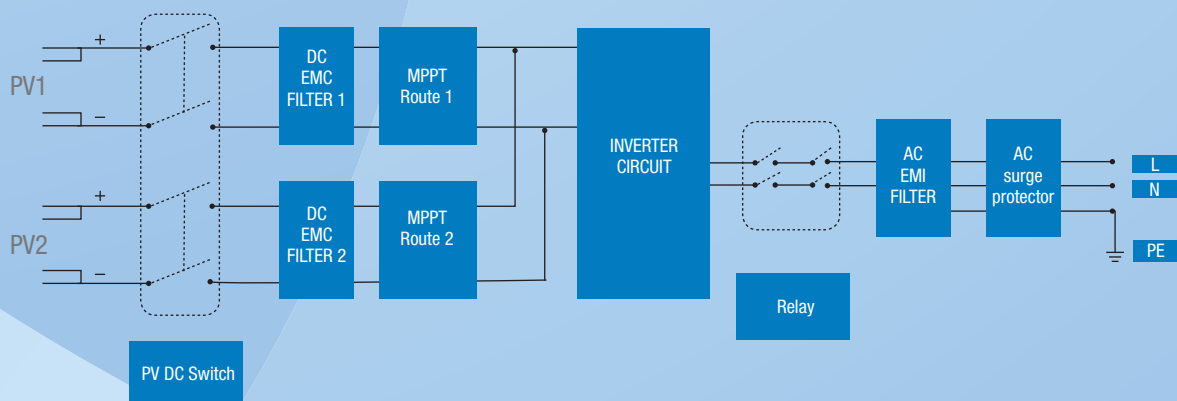 PV1
+
−
PV2
+
−
PV DC Switch
DC
EMC
FILTER 1
MPPT
Route 1
DC
EMC
FILTER 2
MPPT
Route 2
INVERTER
CIRCUIT
Relay
AC
EMI
FILTER
AC
surge
protector
L
N
PE